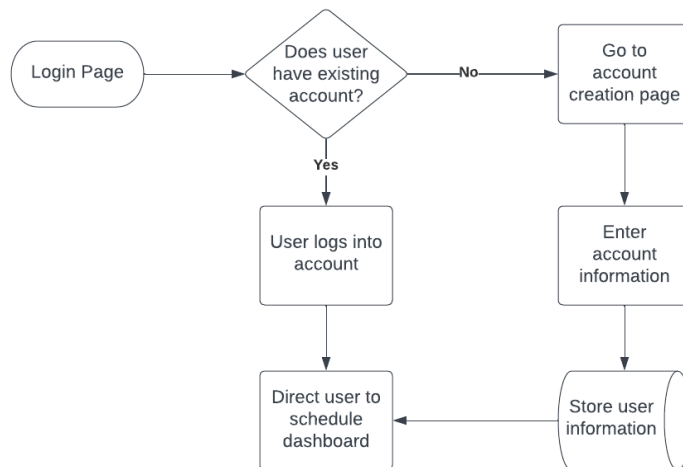 Login Page
Does user
have existing
account?
No
Go to
account
creation page
Yes
User logs into
account
Enter
account
information
Direct user to
schedule
dashboard
Store user
information